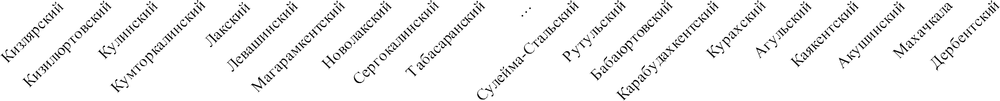 Кизлярский
Кизилюртовский
Кулинский
Кумторкалинский
Лакский
Левашинский
Магарамкентский
Новолакский
Сергокалинский
Табасаранский
…
Сулейман-Стальский
Рутульский
Бабаюртовский
Карабудахкентский
Курахский
Агульский
Каякентский
Акушинский
Махачкала
Дербентский